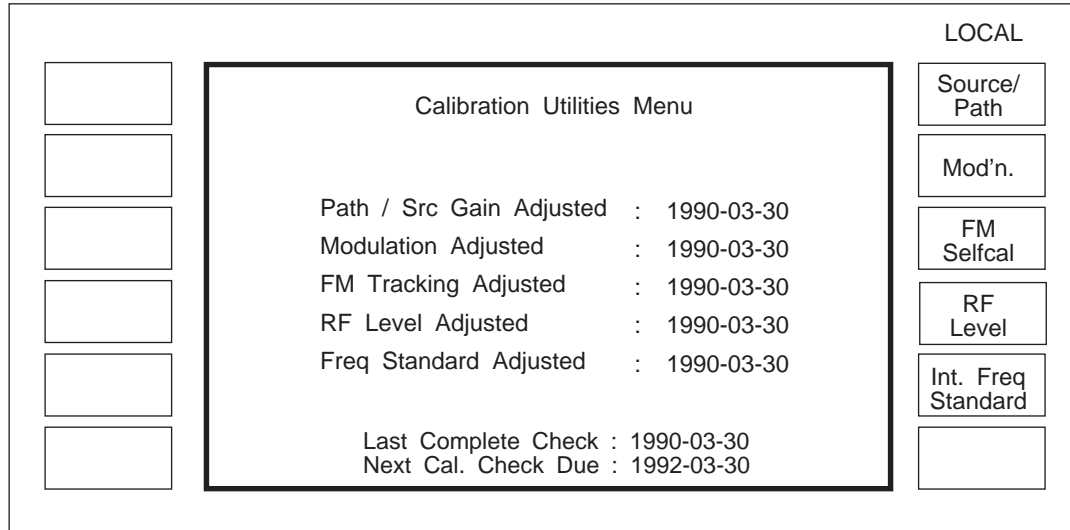 LOCAL
Calibration Utilities Menu
Path / Src Gain Adjusted : 1990-03-30
Modulation Adjusted : 1990-03-30
FM Tracking Adjusted : 1990-03-30
RF Level Adjusted : 1990-03-30
Freq Standard Adjusted : 1990-03-30
Last Complete Check : 1990-03-30
Next Cal. Check Due : 1992-03-30
Source/
Path
Mod'n.
FM
Selfcal
RF
Level
Int. Freq
Standard